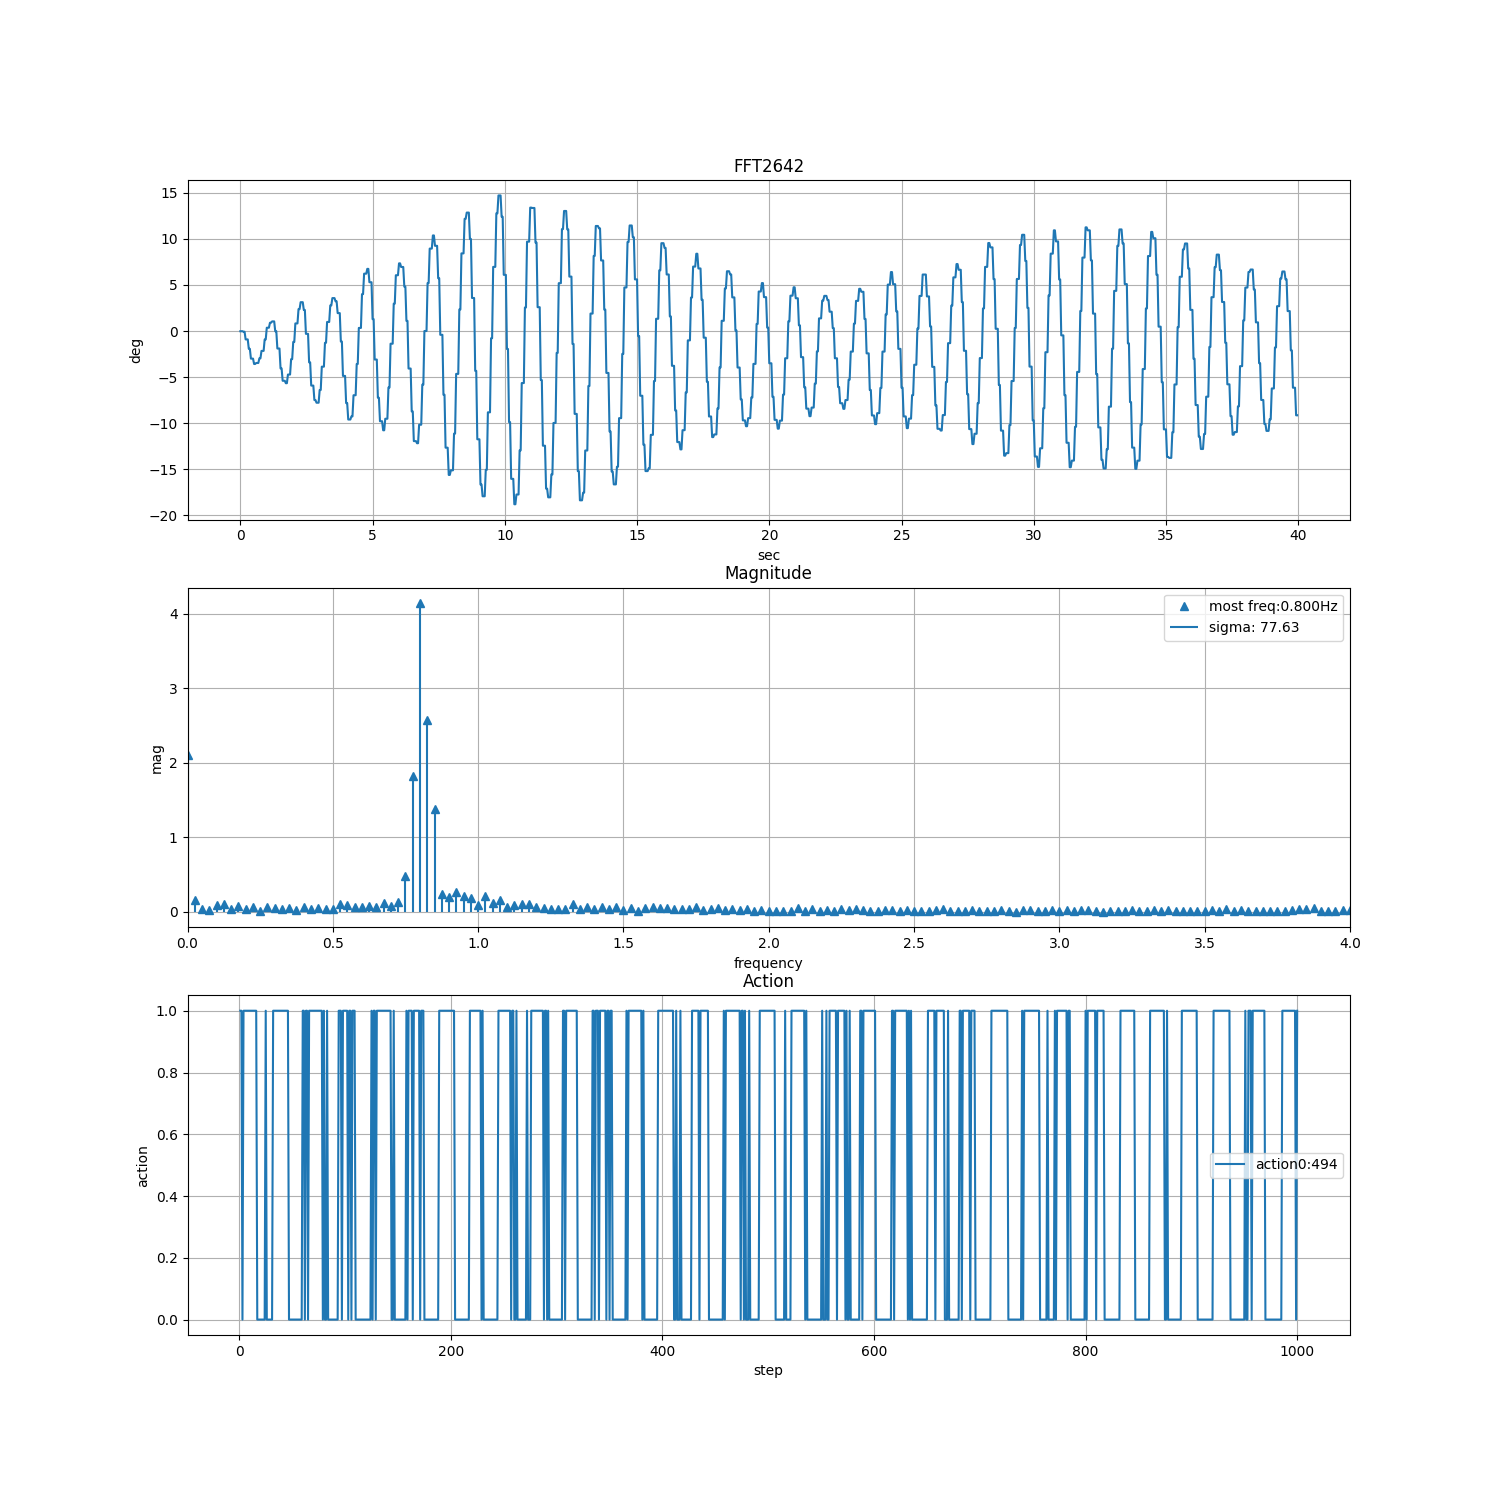 FFT2642
15
10
5
0
−5
−10
−15
−20
deg
0 5 10 15 20 25 30 35 40
sec
Magnitude
4
3
2
1
0
mag
most freq:0.800Hz
sigma: 77.63
0.0 0.5 1.0 1.5 2.0 2.5 3.0 3.5 4.0
frequency
Action
1.0
0.8
0.6
0.4
0.2
0.0
action
action0:494
0 200 400 600 800 1000
step